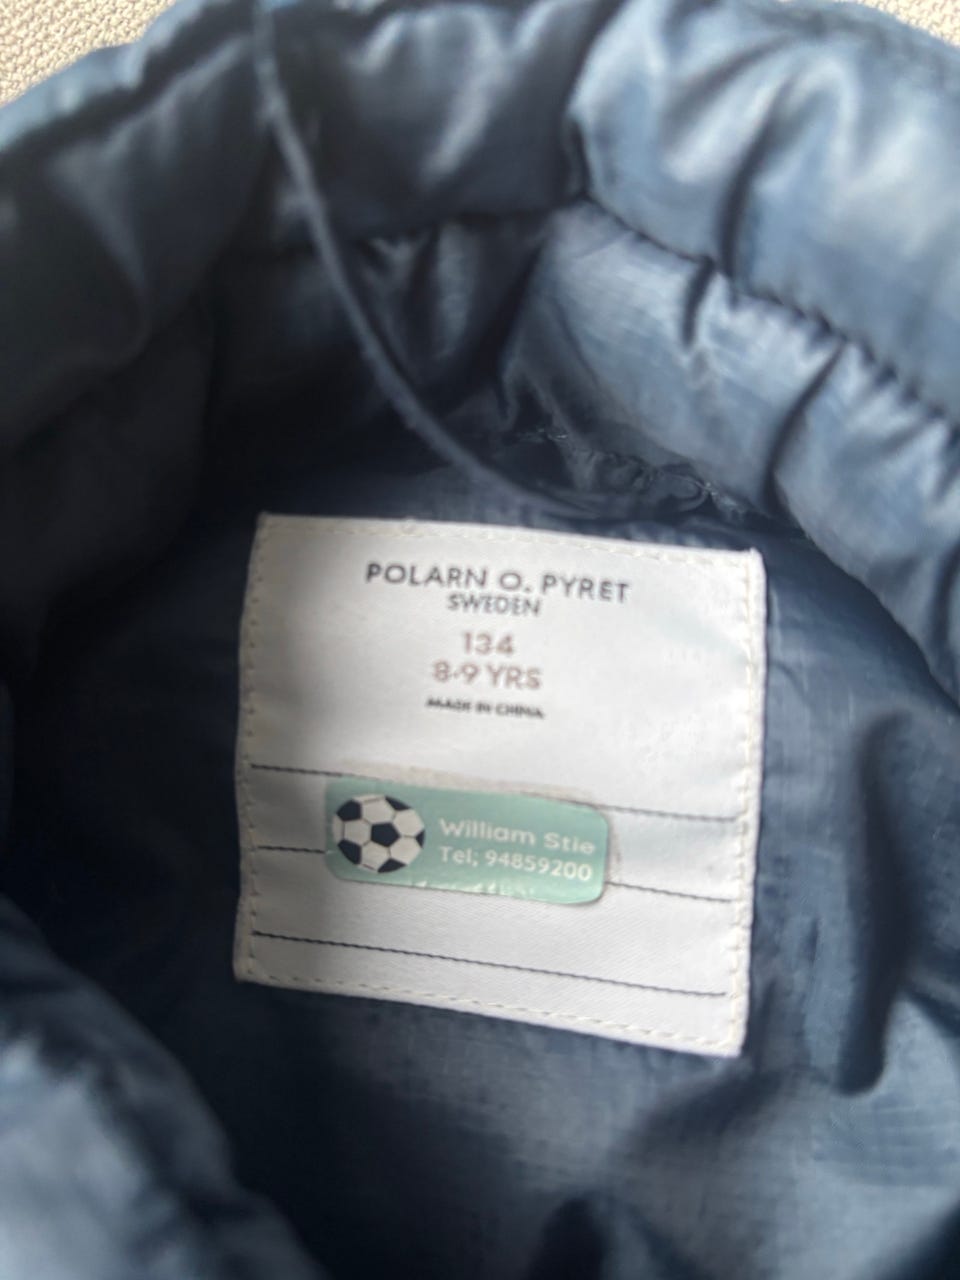 POLARN O. PYRET
SWEDEN
134
8-9 YRS
MADE IN CHINA
William Stie
Tel; 94859200